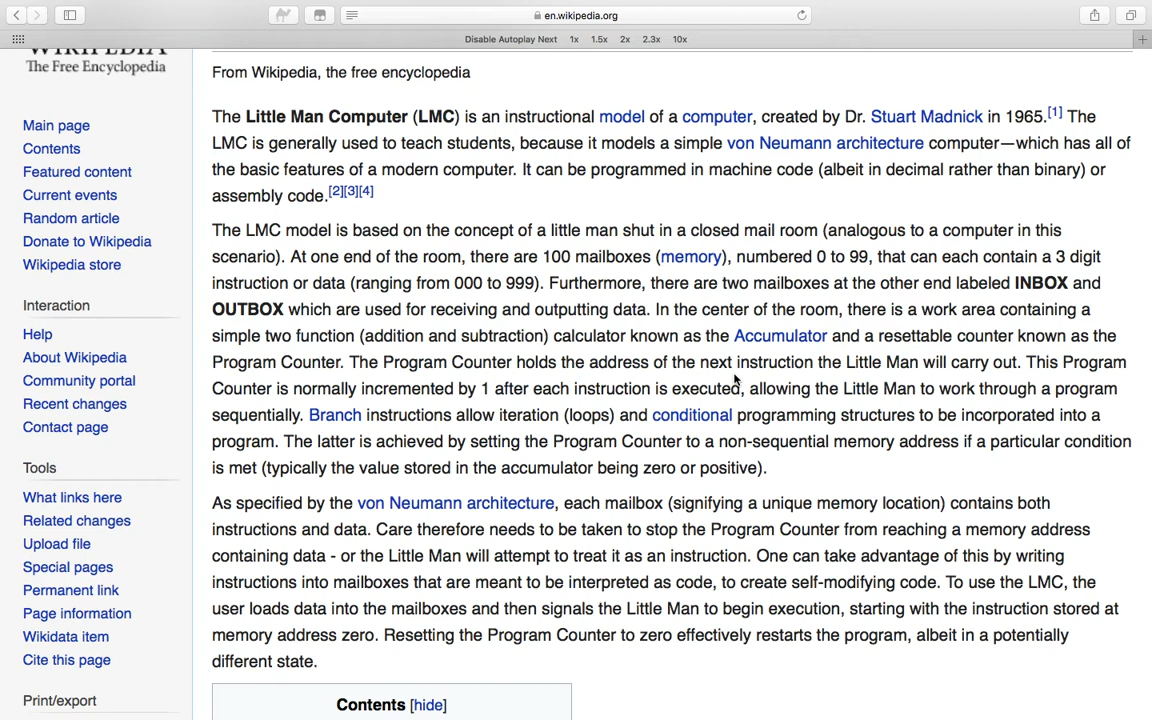 en.wikipedia.org
Disable Autoplay Next 1x 1.5x 2x 2.3x 10x
WIKIPEDIA
The Free Encyclopedia
Main page
Contents
Featured content
Current events
Random article
Donate to Wikipedia
Wikipedia store
Interaction
Help
About Wikipedia
Community portal
Recent changes
Contact page
Tools
What links here
Related changes
Upload file
Special pages
Permanent link
Page information
Wikidata item
Cite this page
Print/export
From Wikipedia, the free encyclopedia
The Little Man Computer (LMC) is an instructional model of a computer, created by Dr. Stuart Madnick in 1965.[1] The
LMC is generally used to teach students, because it models a simple von Neumann architecture computer—which has all of
the basic features of a modern computer. It can be programmed in machine code (albeit in decimal rather than binary) or
assembly code.[2][3][4]
The LMC model is based on the concept of a little man shut in a closed mail room (analogous to a computer in this
scenario). At one end of the room, there are 100 mailboxes (memory), numbered 0 to 99, that can each contain a 3 digit
instruction or data (ranging from 000 to 999). Furthermore, there are two mailboxes at the other end labeled INBOX and
OUTBOX which are used for receiving and outputting data. In the center of the room, there is a work area containing a
simple two function (addition and subtraction) calculator known as the Accumulator and a resettable counter known as the
Program Counter. The Program Counter holds the address of the next instruction the Little Man will carry out. This Program
Counter is normally incremented by 1 after each instruction is executed, allowing the Little Man to work through a program
sequentially. Branch instructions allow iteration (loops) and conditional programming structures to be incorporated into a
program. The latter is achieved by setting the Program Counter to a non-sequential memory address if a particular condition
is met (typically the value stored in the accumulator being zero or positive).
As specified by the von Neumann architecture, each mailbox (signifying a unique memory location) contains both
instructions and data. Care therefore needs to be taken to stop the Program Counter from reaching a memory address
containing data - or the Little Man will attempt to treat it as an instruction. One can take advantage of this by writing
instructions into mailboxes that are meant to be interpreted as code, to create self-modifying code. To use the LMC, the
user loads data into the mailboxes and then signals the Little Man to begin execution, starting with the instruction stored at
memory address zero. Resetting the Program Counter to zero effectively restarts the program, albeit in a potentially
different state.
Contents [hide]